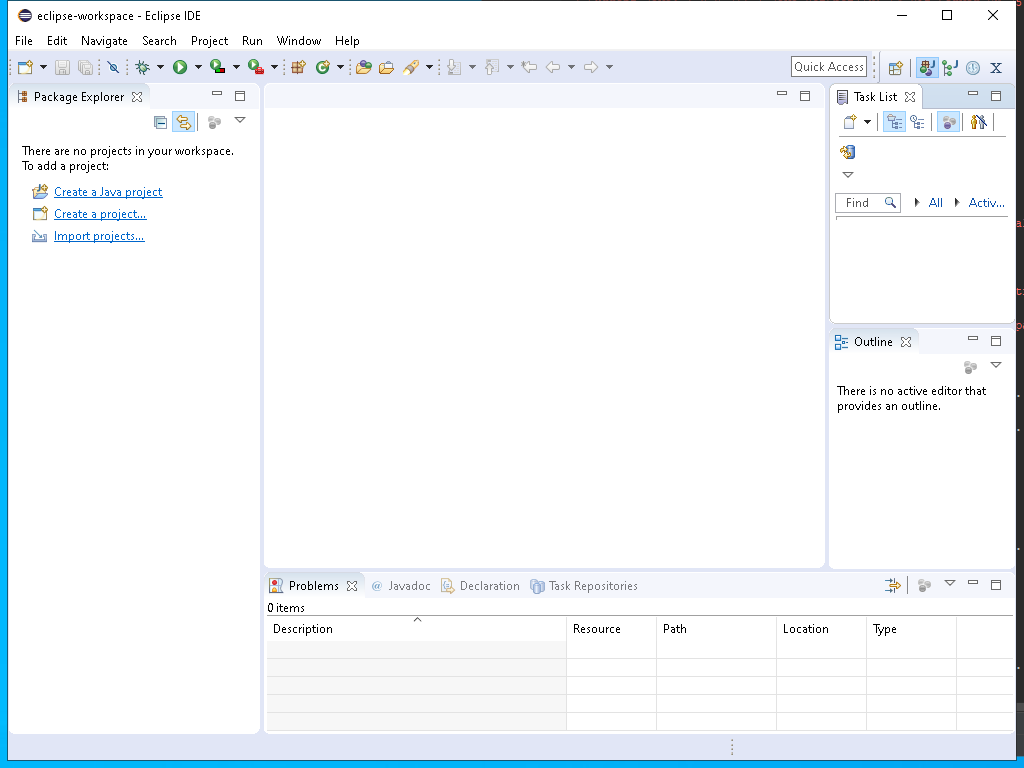 eclipse-workspace - Eclipse IDE
File Edit Navigate Search Project Run Window Help
Quick Access
Package Explorer
There are no projects in your workspace.
To add a project:
Create a Java project
Create a project...
Import projects...
Task List
Find All Activ...
Outline
There is no active editor that
provides an outline.
Problems @ Javadoc Declaration Task Repositories
0 items
Description Resource Path Location Type